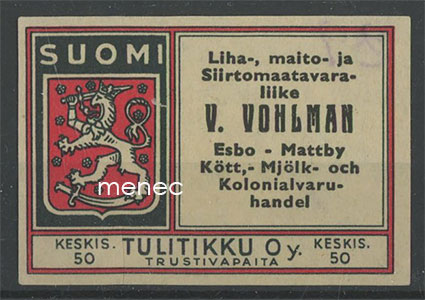 SUOMI
Liha-, maito- ja
Siirtomaatavara-
liike
V. VOHLMAN
Esbo - Mattby
Kött,- Mjölk- och
Kolonialvaru-
handel
menec
KESKIS.
50
TULITIKKU Oy.
TRUSTIVAPAITA
KESKIS.
50